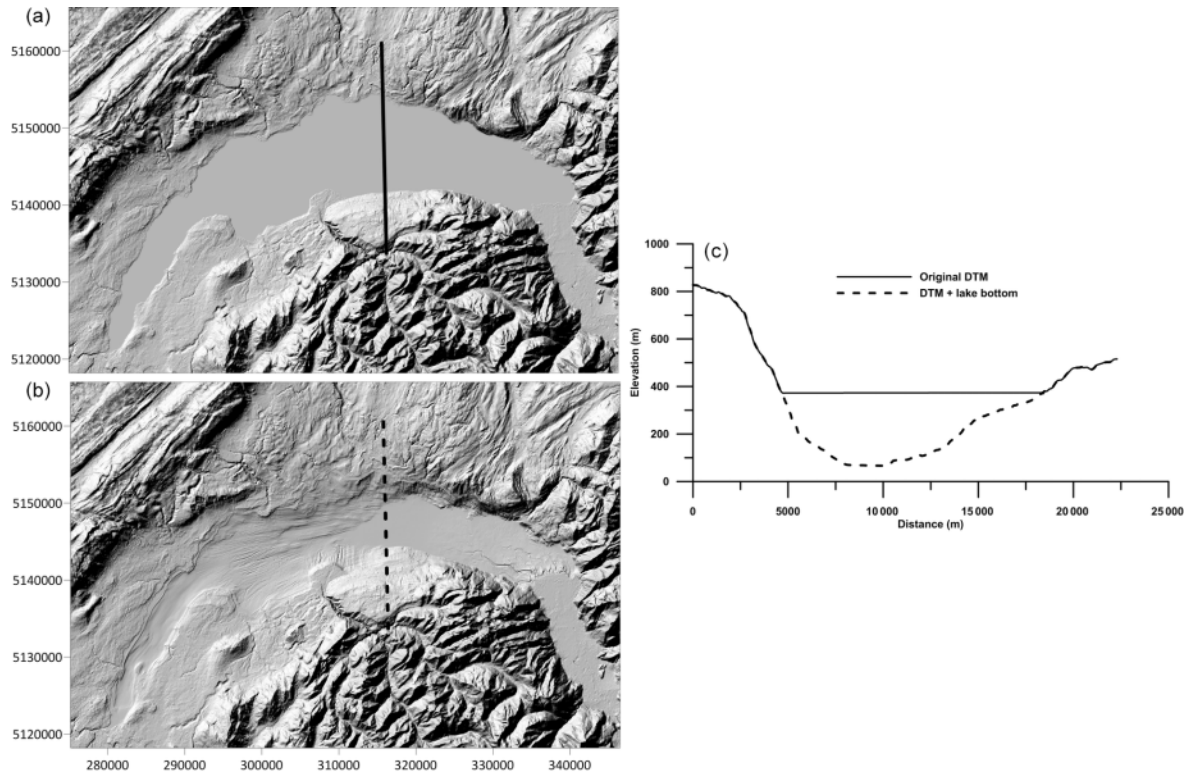 (a)
5160000
5150000
5140000
5130000
5120000
(b)
5160000
5150000
5140000
5130000
5120000
280000 290000 300000 310000 320000 330000 340000
(c)
1000
800
600
400
200
0
Elevation (m)
Original DTM
DTM + lake bottom
0 5000 10 000 15 000 20 000 25 000
Distance (m)